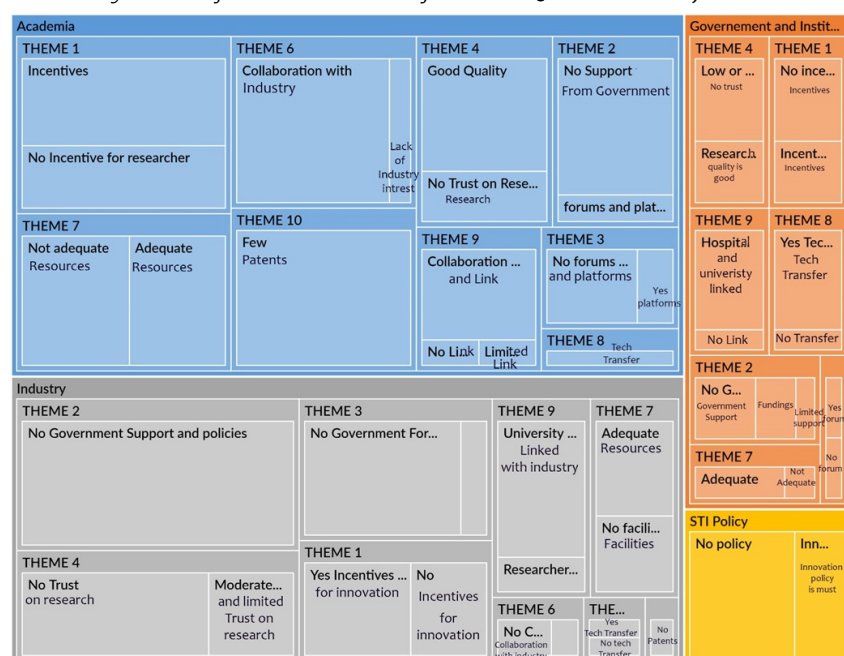 Academia
THEME 1
Incentives
No Incentive for researcher
THEME 6
Collaboration with
Industry
Lack
of
Industry
intrest
THEME 4
Good Quality
No Trust on Rese...
Research
THEME 2
No Support
From Government
forums and plat...
THEME 7
Not adequate
Resources
Adequate
Resources
THEME 10
Few
Patents
THEME 9
Collaboration ...
and Link
No Link
Limited
Link
THEME 3
No forums ...
and platforms
Yes
platforms
THEME 8
Tech
Transfer
Governement and Instit...
THEME 4
Low or ...
No trust
Research
quality is
good
THEME 1
No ince...
Incentives
Incent...
Incentives
THEME 9
Hospital
and
univeristy
linked
No Link
THEME 8
Yes Tec...
Tech
Transfer
No Transfer
THEME 2
No G...
Government
Support
Fundings
Limited
support
Yes
forum
No
forum
THEME 7
Adequate
Not
Adequate
Industry
THEME 2
No Government Support and policies
THEME 3
No Government For...
THEME 9
University ...
Linked
with industry
Researcher...
THEME 7
Adequate
Resources
No facili...
Facilities
THEME 4
No Trust
on research
Moderate...
and limited
Trust on
research
THEME 1
Yes Incentives ...
for innovation
No
Incentives
for
innovation
THEME 6
No C...
Collaboration
with industry
THE...
Yes
Tech Transfer
No tech
Transfer
No
Patents
STI Policy
No policy
Inn...
Innovation
policy
is must